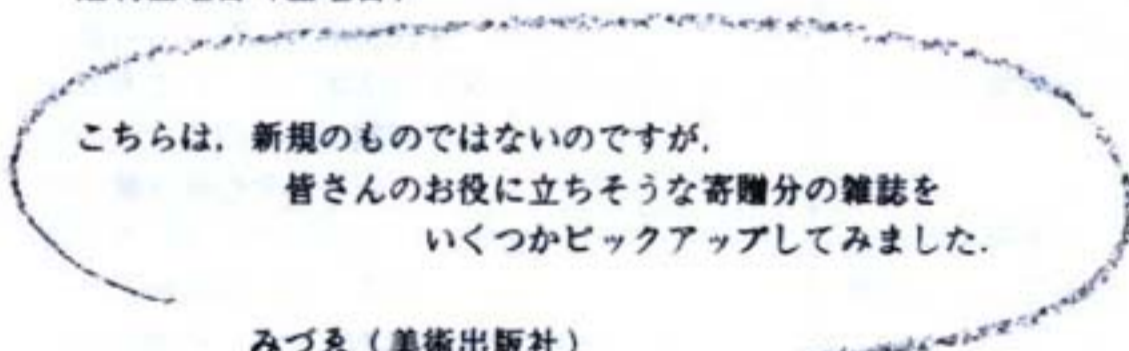 こちらは，新規のものではないのですが，
皆さんのお役に立ちそうな寄贈分の雑誌を
いくつかピックアップしてみました．
みづゑ（美術出版社）